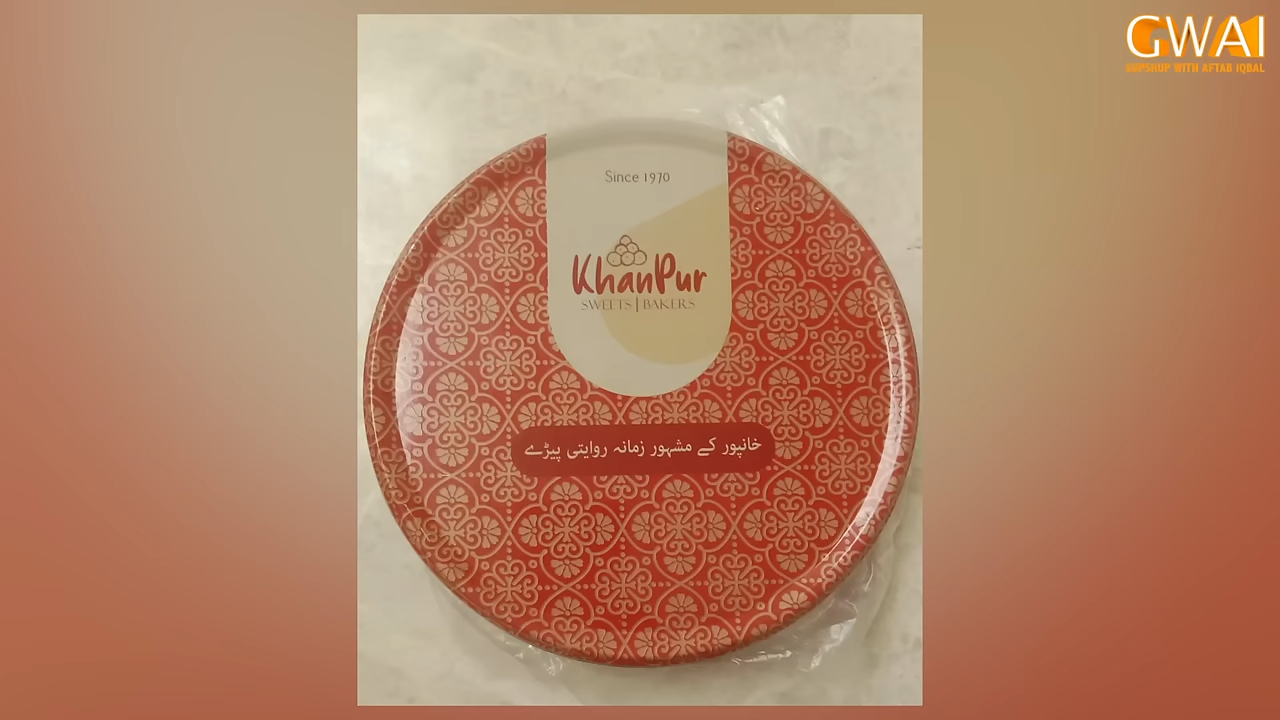 GWAI
GUPSHUP WITH AFTAB IQBAL
Since 1970
KhanPur
SWEETS | BAKERS
خانپور کے مشہور زمانہ روایتی پیڑے